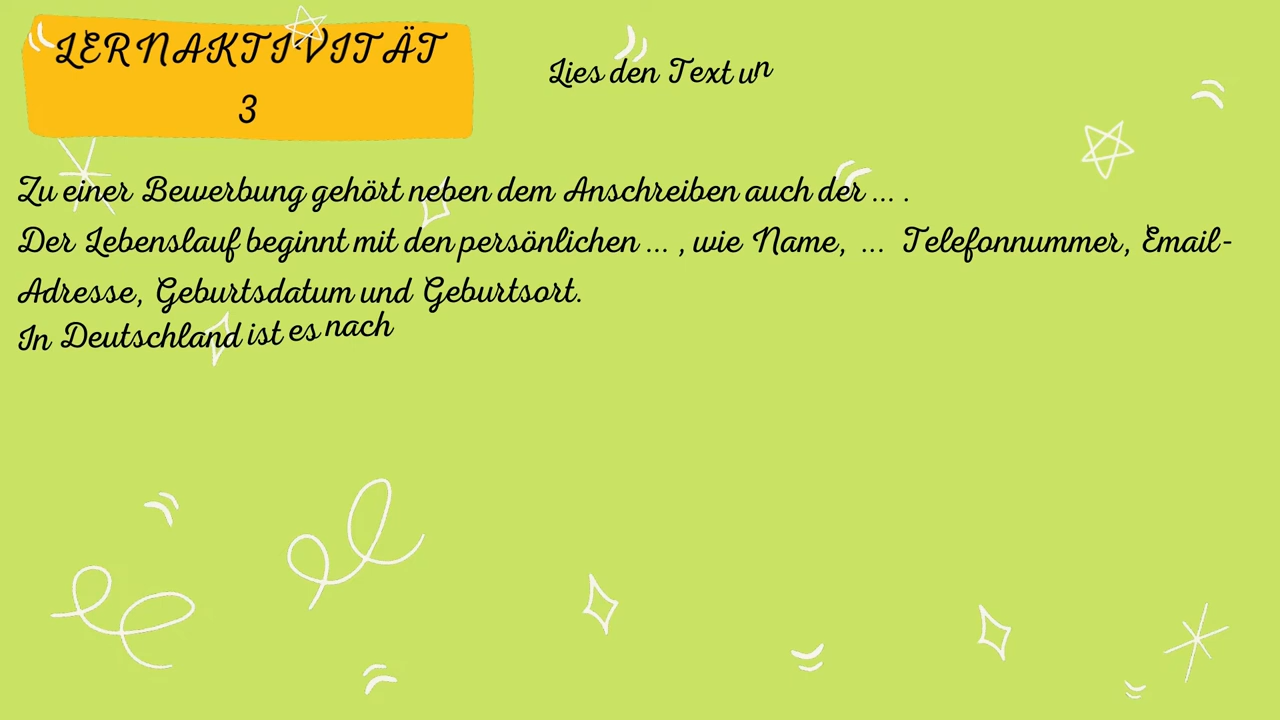 LERNAKTIVITÄT
3
Lies den Text un
Zu einer Bewerbung gehört neben dem Anschreiben auch der ... .
Der Lebenslauf beginnt mit den persönlichen ... , wie Name, ... Telefonnummer, Email-
Adresse, Geburtsdatum und Geburtsort.
In Deutschland ist es nach